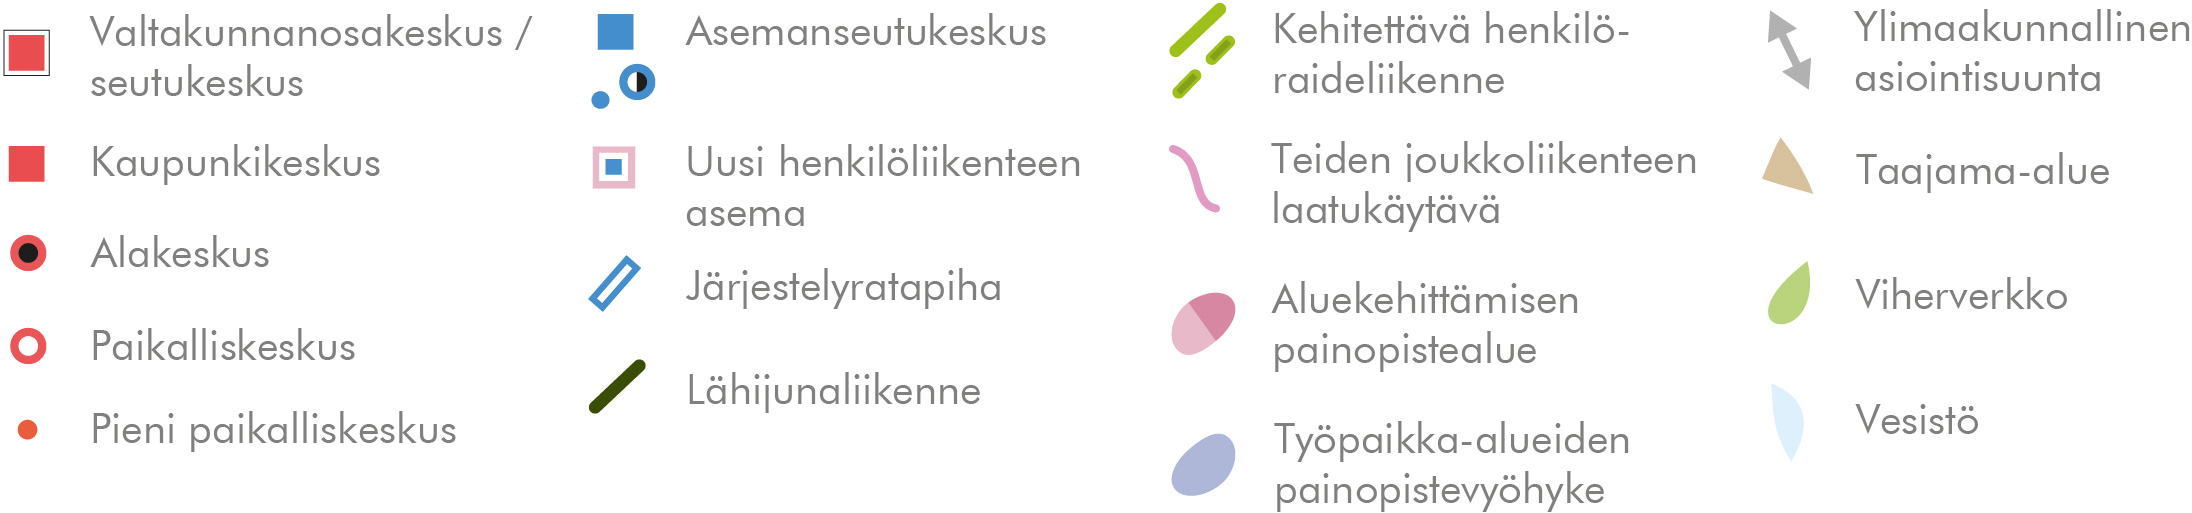 Valtakunnanosakeskus /
seutukeskus
Kaupunkikeskus
Alakeskus
Paikalliskeskus
Pieni paikalliskeskus
Asemanseutukeskus
Uusi henkilöliikenteen
asema
Järjestelyratapiha
Lähijunaliikenne
Kehitettävä henkilö-
raideliikenne
Teiden joukkoliikenteen
laatukäytävä
Aluekehittämisen
painopistealue
Työpaikka-alueiden
painopistevyöhyke
Ylimaakunnallinen
asiointisuunta
Taajama-alue
Viherverkko
Vesistö